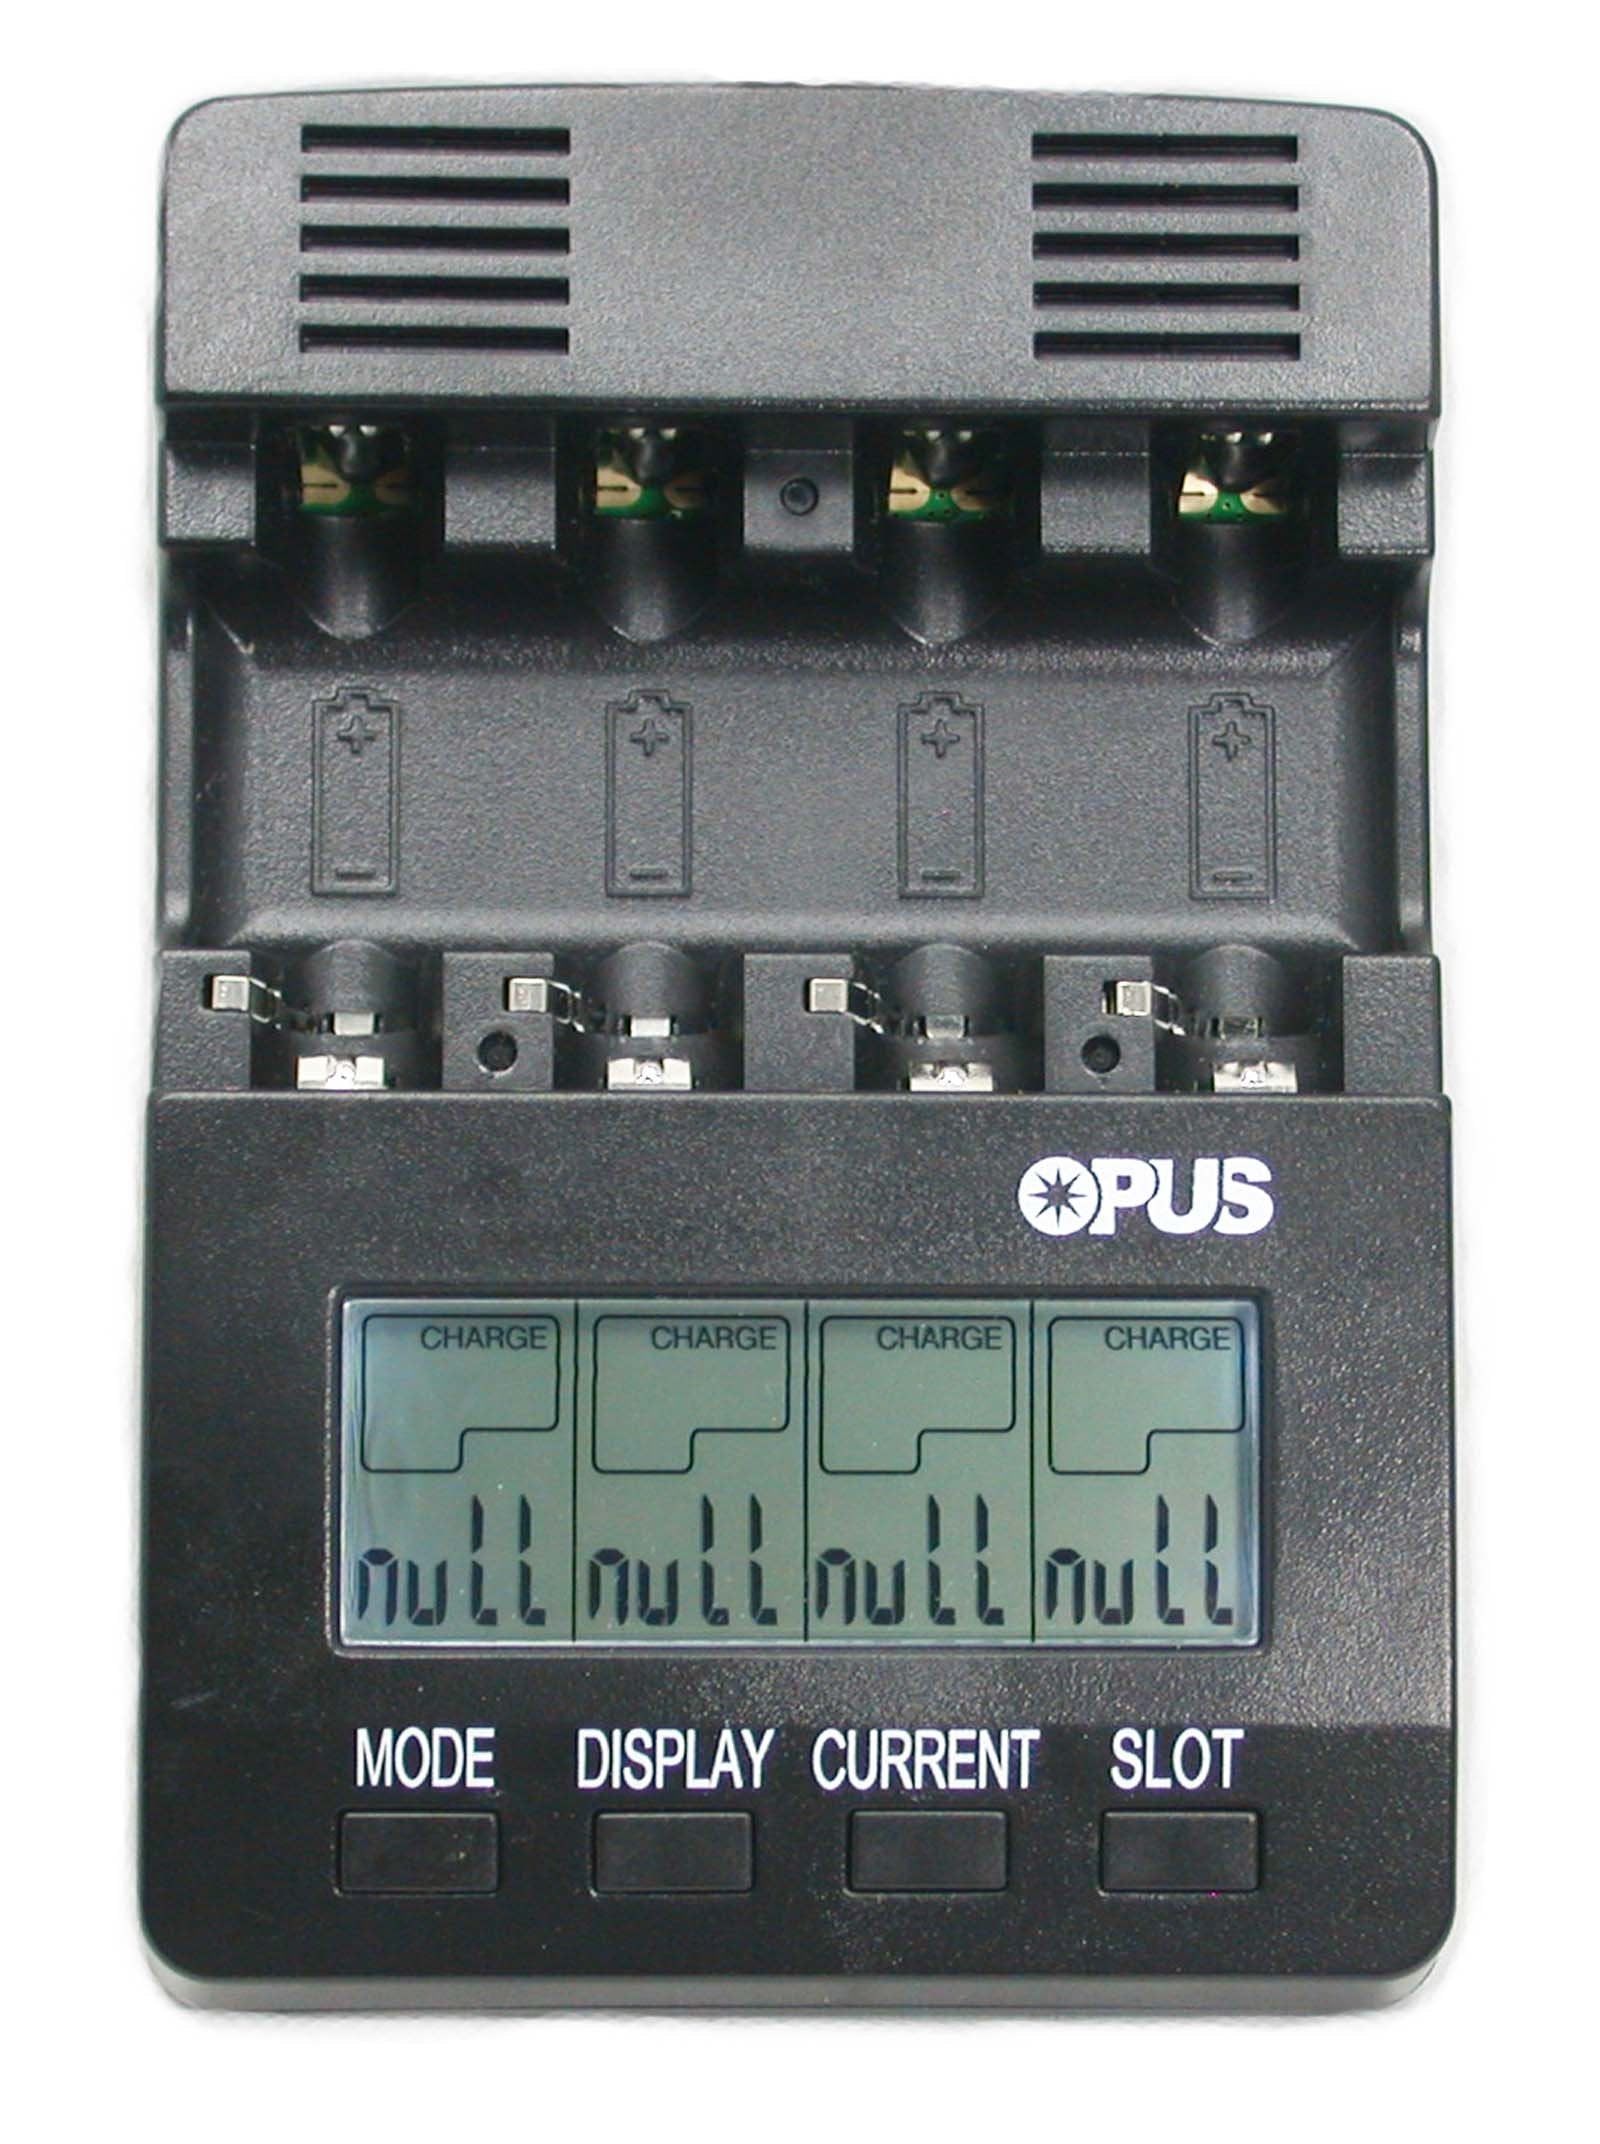 OPUS
CHARGE CHARGE CHARGE CHARGE
null null null null
MODE DISPLAY CURRENT SLOT